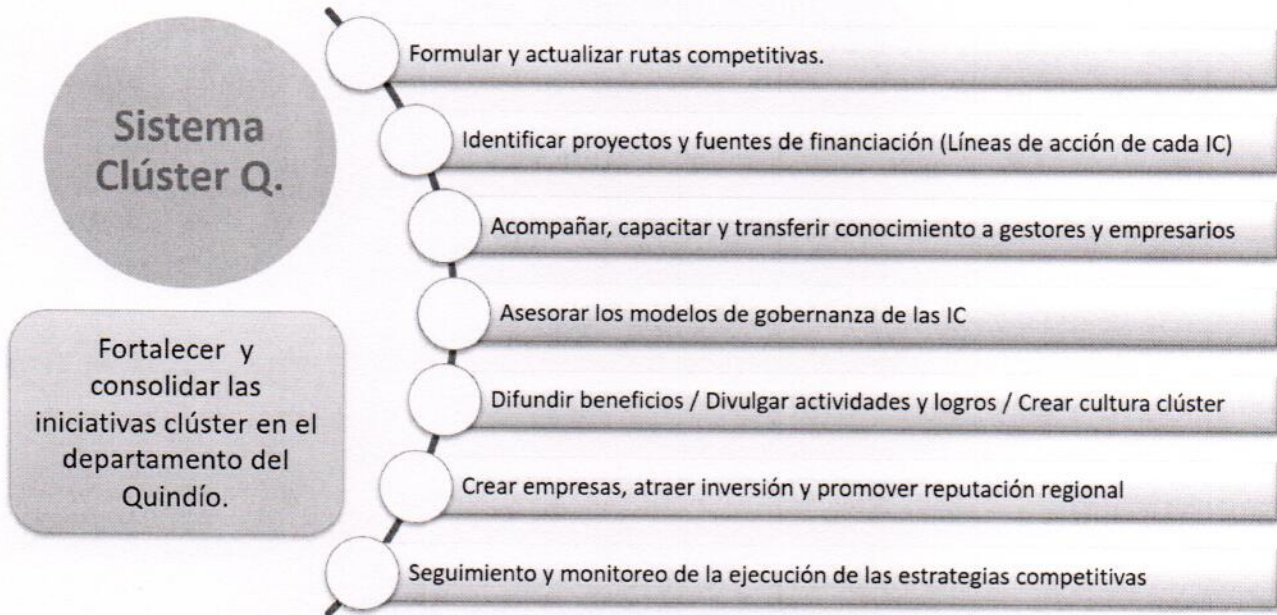 Sistema
Clúster Q.
Fortalecer y
consolidar las
iniciativas clúster en el
departamento del
Quindío.
Formular y actualizar rutas competitivas.
Identificar proyectos y fuentes de financiación (Líneas de acción de cada IC)
Acompañar, capacitar y transferir conocimiento a gestores y empresarios
Asesorar los modelos de gobernanza de las IC
Difundir beneficios / Divulgar actividades y logros / Crear cultura clúster
Crear empresas, atraer inversión y promover reputación regional
Seguimiento y monitoreo de la ejecución de las estrategias competitivas